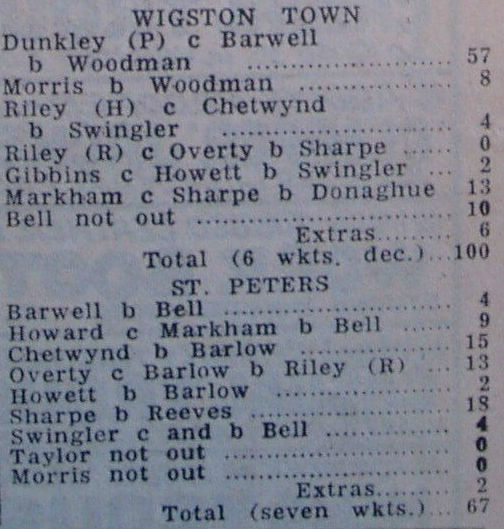 WIGSTON TOWN
Dunkley (P) c Barwell
b Woodman ........................ 57
Morris b Woodman .................. 8
Riley (H) c Chetwynd
b Swingler ........................... 4
Riley (R) c Overty b Sharpe ...... 0
Gibbins c Howett b Swingler ... 2
Markham c Sharpe b Donaghue 13
Bell not out ............................. 10
Extras......... 6
Total (6 wkts. dec.)...100
ST. PETERS
Barwell b Bell ........................... 4
Howard c Markham b Bell ...... 9
Chetwynd b Barlow .................. 15
Overty c Barlow b Riley (R) ... 13
Howett b Barlow ..................... 2
Sharpe b Reeves ..................... 18
Swingler c and b Bell ............... 4
Taylor not out ........................ 0
Morris not out ........................ 0
Extras......... 2
Total (seven wkts.)... 67